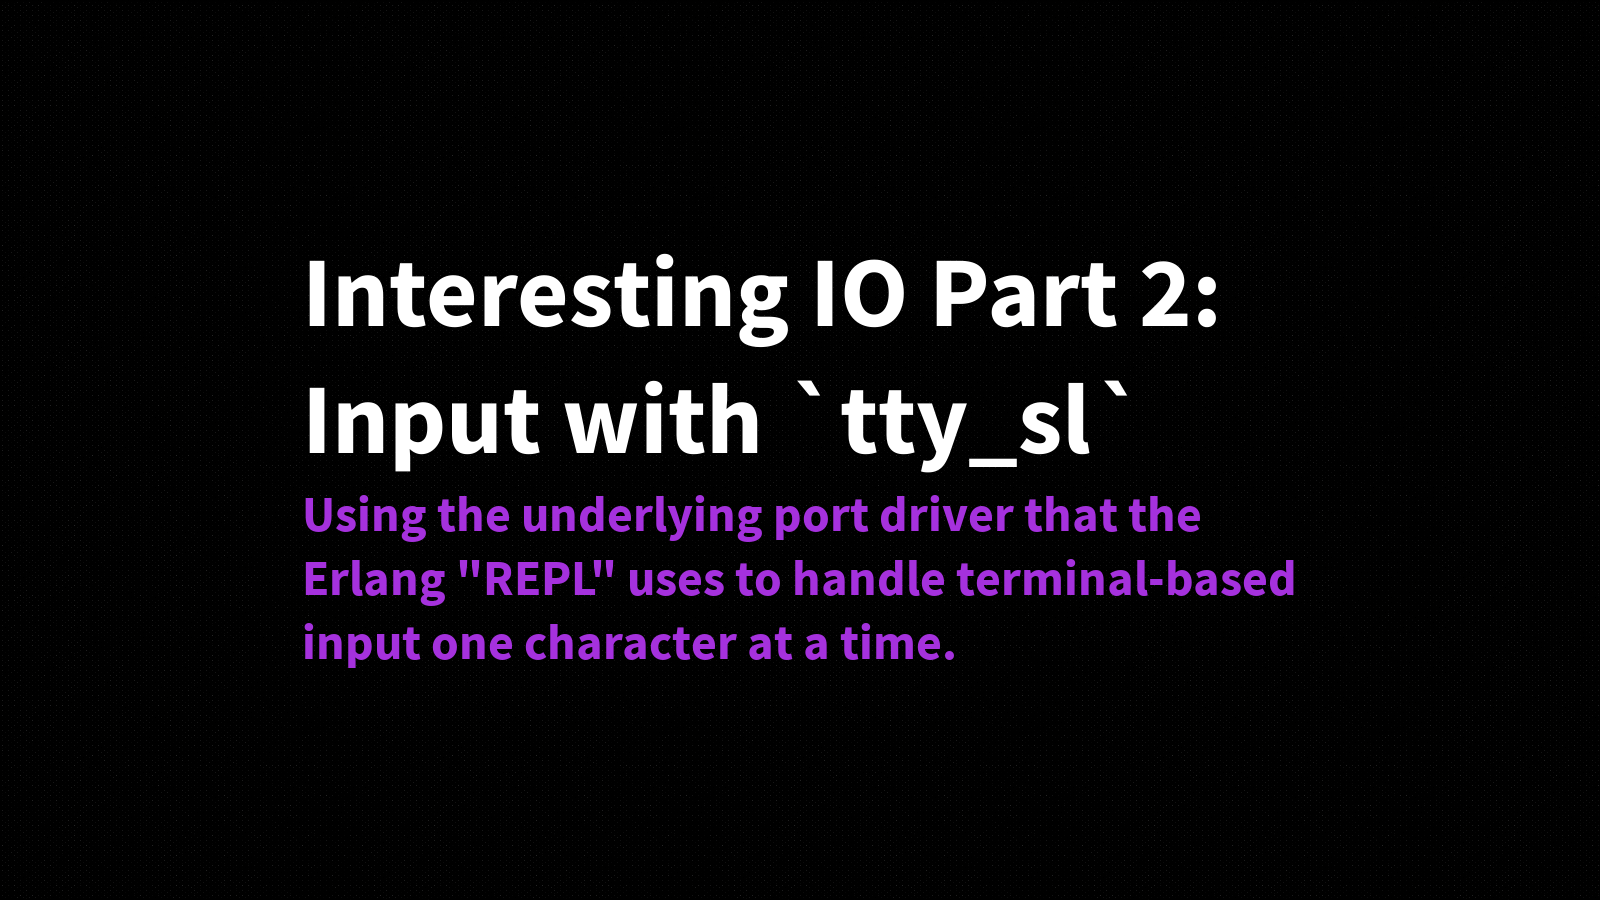 Interesting IO Part 2:
Input with `tty_sl`
Using the underlying port driver that the
Erlang "REPL" uses to handle terminal-based
input one character at a time.